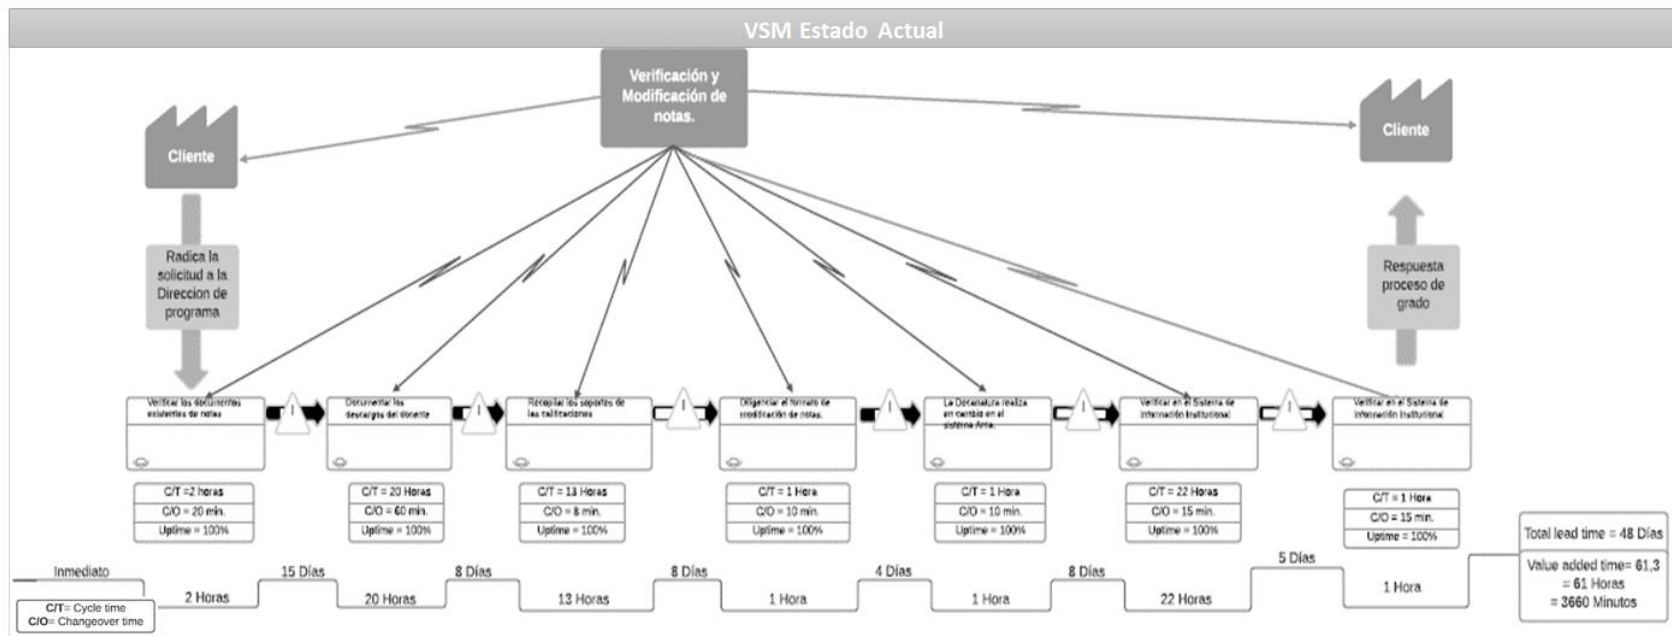 VSM Estado Actual
Verificación y
Modificación de
notas.
Cliente
Cliente
Radica la
solicitud a la
Direccion de
programa
Respuesta
proceso de
grado
Verificar los documentos
existentes de notas
Documentar los
descargos del docente
Recopilar los soportes de
las calificaciones
Diligenciar el formato de
modificación de notas.
La Decanatura realiza
en cambio en el
sistema
Verificar en el Sistema de
Información Institucional
Verificar en el Sistema de
Información Institucional
I
I
I
I
I
I
C/T =2 horas
C/O = 20 min.
Uptime = 100%
C/T = 20 Horas
C/O = 60 min.
Uptime = 100%
C/T = 13 Horas
C/O = 8 min.
Uptime = 100%
C/T = 1 Hora
C/O = 10 min.
Uptime = 100%
C/T = 1 Hora
C/O = 10 min.
Uptime = 100%
C/T = 22 Horas
C/O = 15 min.
Uptime = 100%
C/T = 1 Hora
C/O = 15 min.
Uptime = 100%
Inmediato
15 Días
8 Días
8 Días
4 Días
8 Días
5 Días
2 Horas
20 Horas
13 Horas
1 Hora
1 Hora
22 Horas
1 Hora
Total lead time = 48 Días
Value added time= 61,3
= 61 Horas
= 3660 Minutos
C/T= Cycle time
C/O= Changeover time